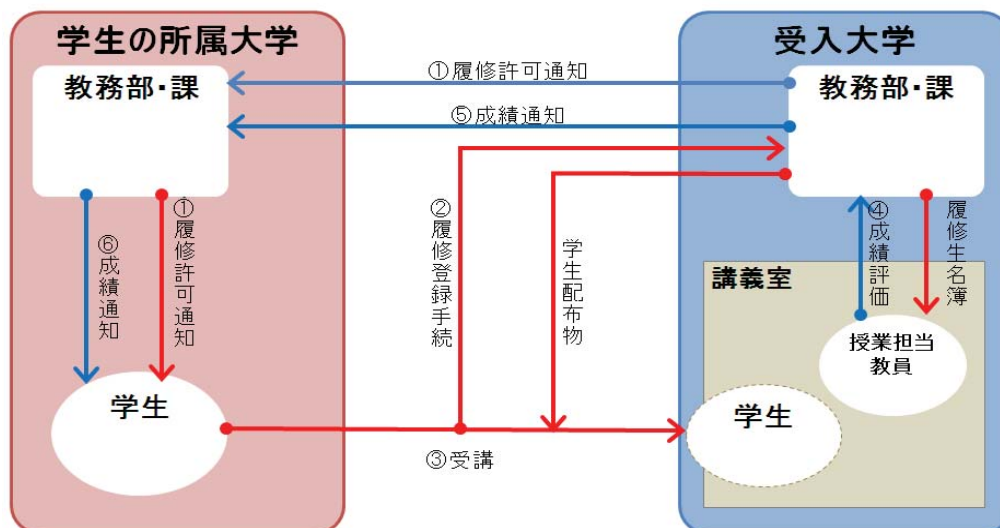 学生の所属大学
受入大学
教務部・課
①履修許可通知
教務部・課
⑤成績通知
⑥成績通知
①履修許可通知
②履修登録手続
学生配布物
④成績評価
履修生名簿
講義室
授業担当
教員
学生
学生
③受講